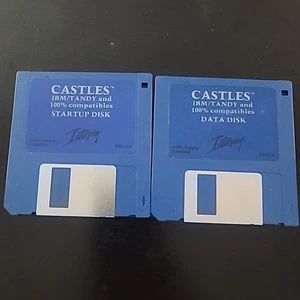 CASTLES™
IBM/TANDY and
100% compatibles
STARTUP DISK
Interplay
CASTLES™
IBM/TANDY and
100% compatibles
DATA DISK
Interplay